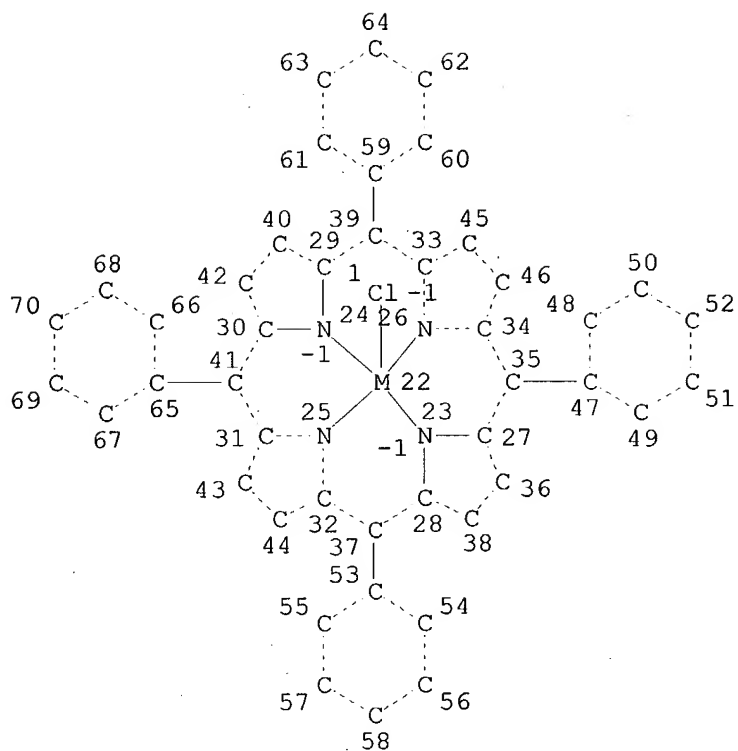 64
C
63 C C 62
C C
61 59 60
C
40 39 45
C 29 C 33 C
68 C 1 C 50
C 42 Cl -1 46 C
70 66 C 24 26 C 48 52
C C 30 C N N C 34 C C
41 -1 35
C C C M 22 C C C
69 65 25 23 47 51
C 31 C N N C 27 C
67 -1 49
C C 36
43 C C 28 C
C 32 C C 38
44 37
53
C
55 C C 54
C C
57 C 56
58